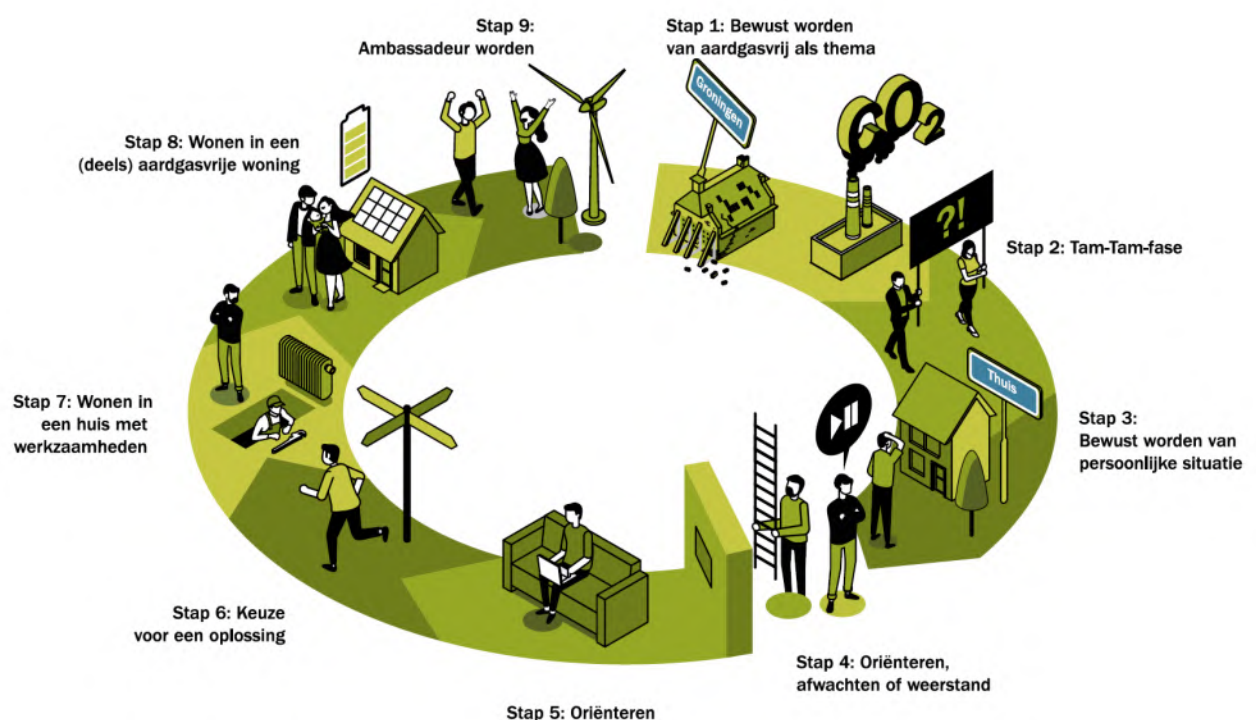 Stap 9:
Ambassadeur worden
Stap 1: Bewust worden
van aardgasvrij als thema
Groningen
CO2
Stap 8: Wonen in een
(deels) aardgasvrije woning
?!
Stap 2: Tam-Tam-fase
Thuis
Stap 7: Wonen in
een huis met
werkzaamheden
Stap 3:
Bewust worden van
persoonlijke situatie
Stap 6: Keuze
voor een oplossing
Stap 4: Oriënteren,
afwachten of weerstand
Stap 5: Oriënteren